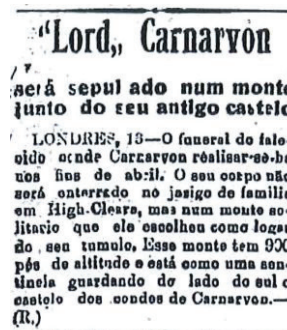 "Lord„ Carnarvon
será sepul ado num monte
junto do seu antigo castelo
LONDRES, 13—O funeral do fale-
cido conde Carnarvon realisar-se-ha
nos fins de abril. O seu corpo não
será enterrado no jasigo de familia
em High-Clears, mas num monte so-
litario que ele escolheu como logar
do seu tumulo. Esse monte tem 900
pés de altitude e está como uma sen-
tinela guardando do lado do sul o
castelo dos condes de Carnarvon.—
(R.)